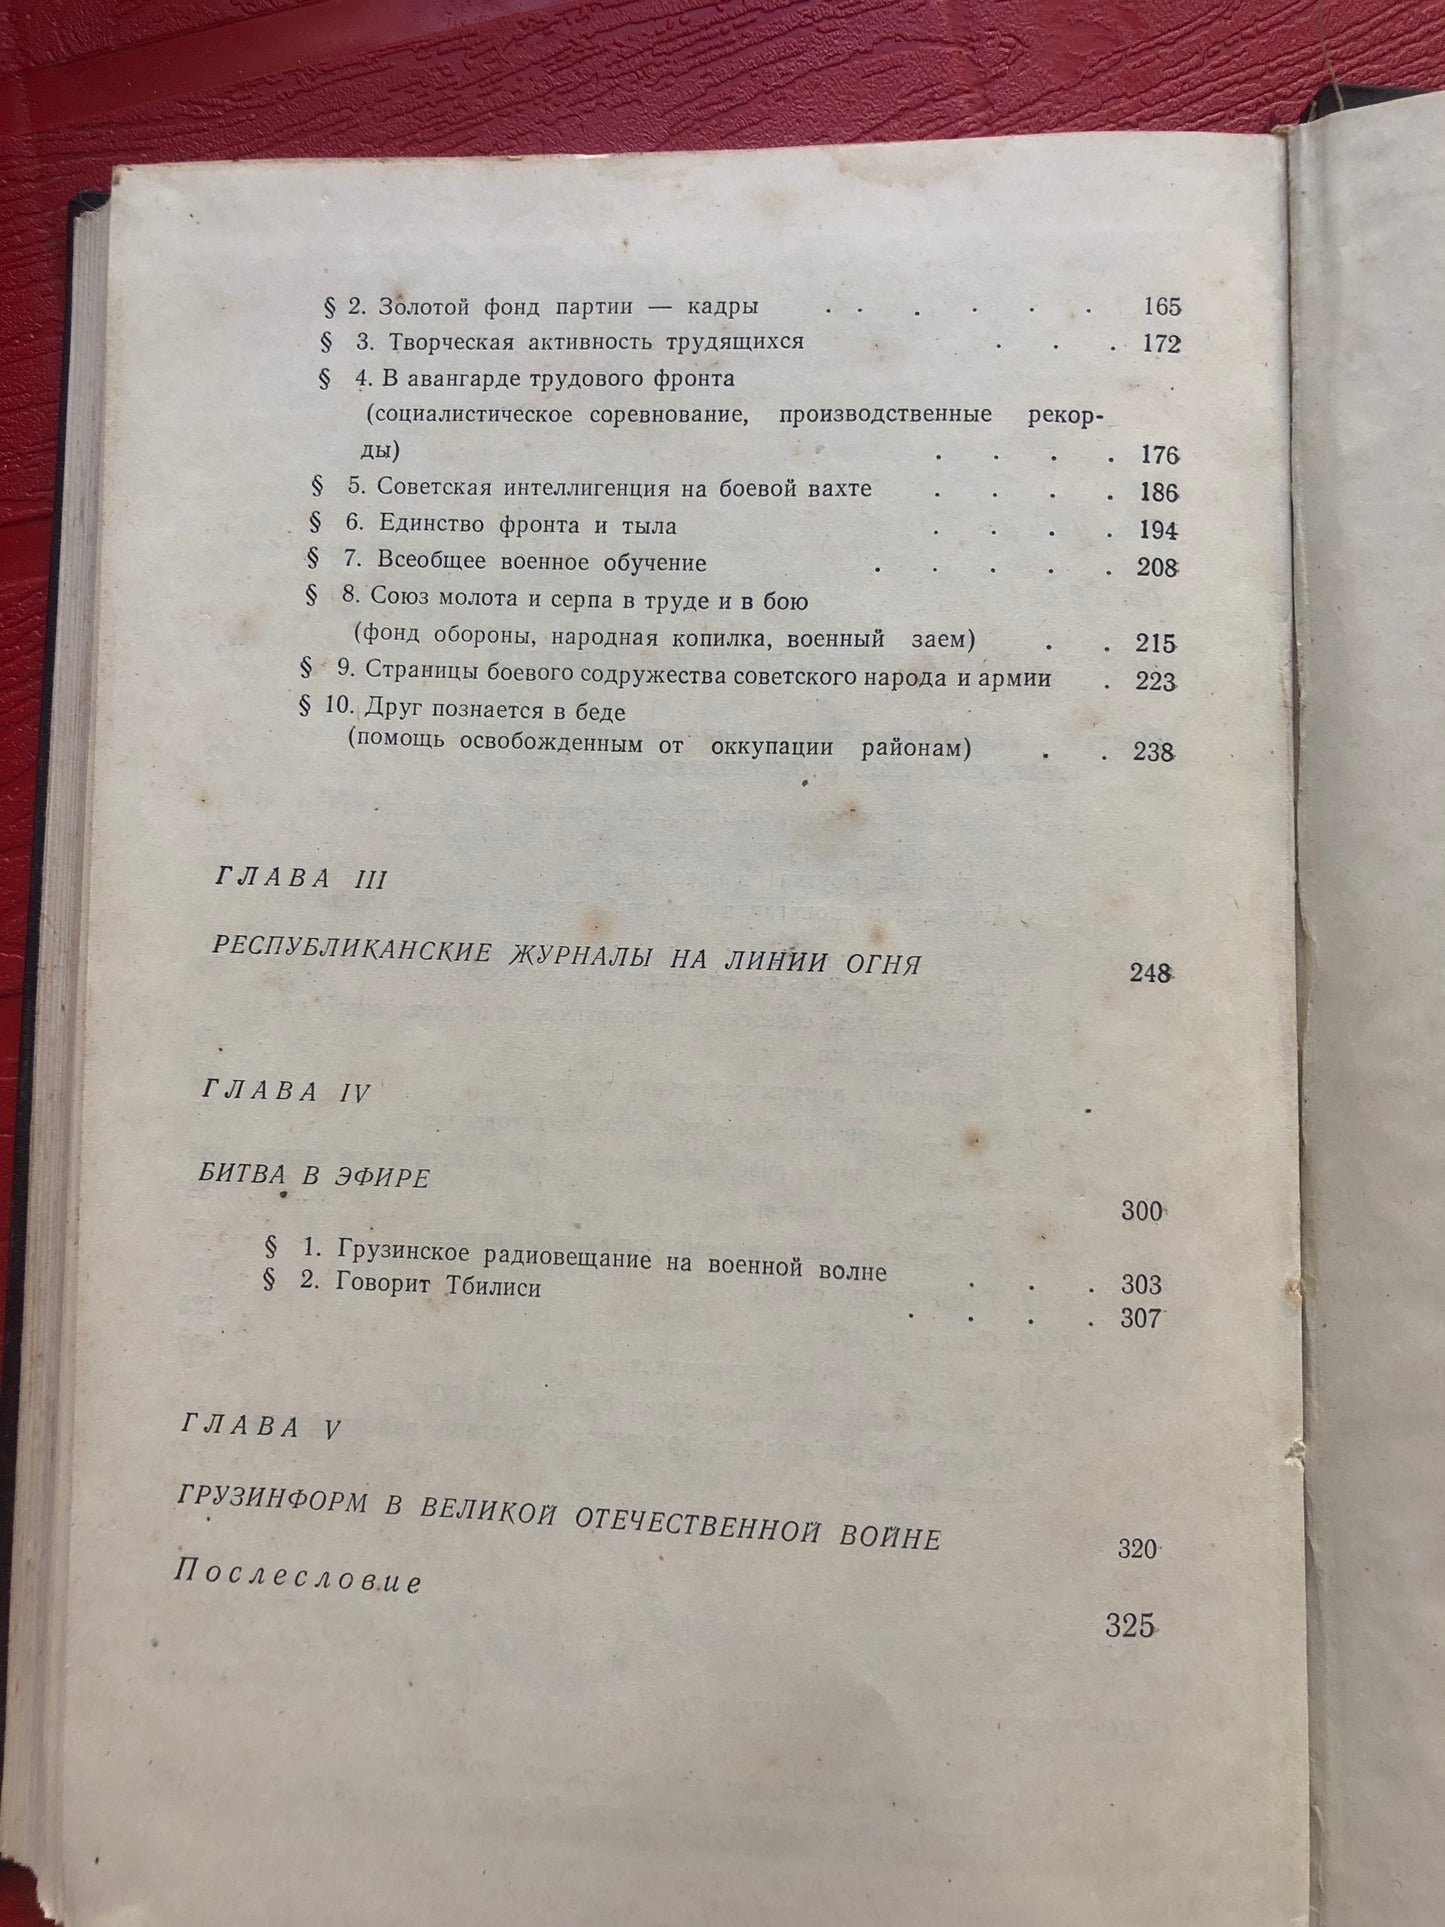 § 2. Золотой фонд партии — кадры . . . . . . 165
§ 3. Творческая активность трудящихся . . . 172
§ 4. В авангарде трудового фронта
(социалистическое соревнование, производственные рекор-
ды) . . . . 176
§ 5. Советская интеллигенция на боевой вахте . . . . 186
§ 6. Единство фронта и тыла . . . . 194
§ 7. Всеобщее военное обучение . . . . . 208
§ 8. Союз молота и серпа в труде и в бою
(фонд обороны, народная копилка, военный заем) . . 215
§ 9. Страницы боевого содружества советского народа и армии . 223
§ 10. Друг познается в беде
(помощь освобожденным от оккупации районам) . . 238
ГЛАВА III
РЕСПУБЛИКАНСКИЕ ЖУРНАЛЫ НА ЛИНИИ ОГНЯ 248
ГЛАВА IV
БИТВА В ЭФИРЕ 300
§ 1. Грузинское радиовещание на военной волне . . . 303
§ 2. Говорит Тбилиси . . . . 307
ГЛАВА V
ГРУЗИНФОРМ В ВЕЛИКОЙ ОТЕЧЕСТВЕННОЙ ВОЙНЕ 320
Послесловие 325